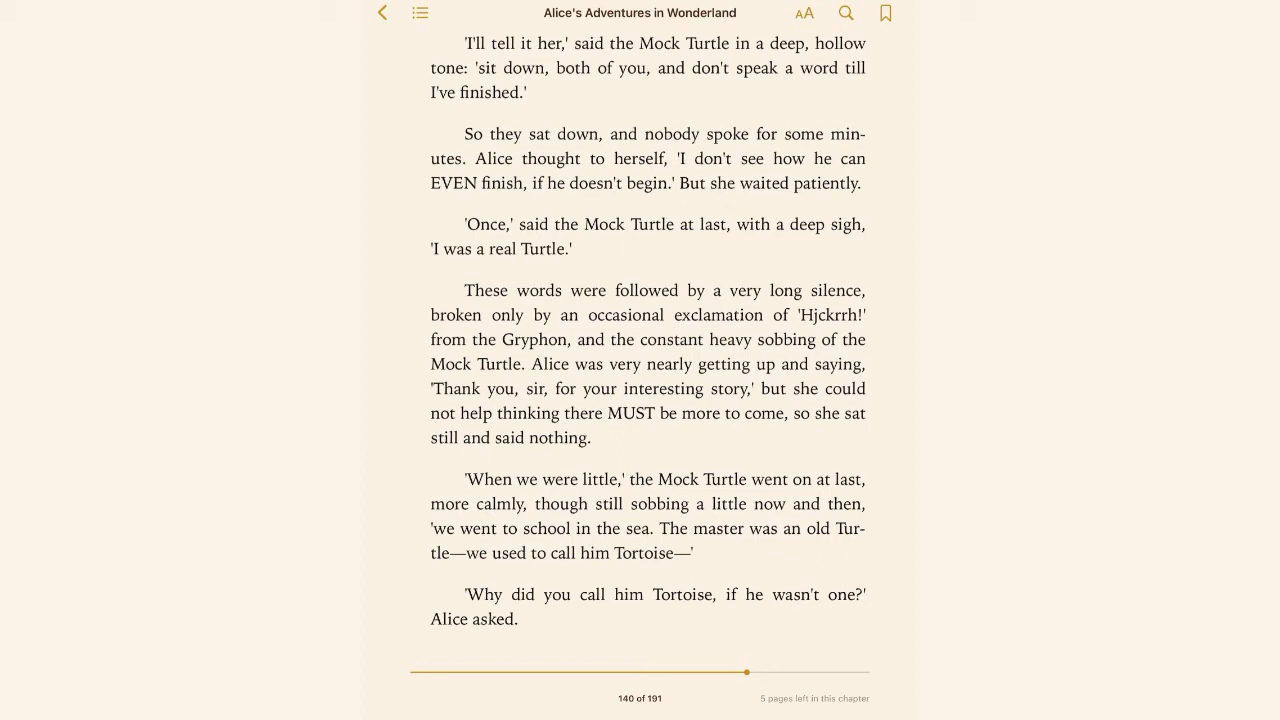 Alice's Adventures in Wonderland
AA
'I'll tell it her,' said the Mock Turtle in a deep, hollow
tone: 'sit down, both of you, and don't speak a word till
I've finished.'
So they sat down, and nobody spoke for some min-
utes. Alice thought to herself, 'I don't see how he can
EVEN finish, if he doesn't begin.' But she waited patiently.
'Once,' said the Mock Turtle at last, with a deep sigh,
'I was a real Turtle.'
These words were followed by a very long silence,
broken only by an occasional exclamation of 'Hjckrrh!'
from the Gryphon, and the constant heavy sobbing of the
Mock Turtle. Alice was very nearly getting up and saying,
'Thank you, sir, for your interesting story,' but she could
not help thinking there MUST be more to come, so she sat
still and said nothing.
'When we were little,' the Mock Turtle went on at last,
more calmly, though still sobbing a little now and then,
'we went to school in the sea. The master was an old Tur-
tle—we used to call him Tortoise—'
'Why did you call him Tortoise, if he wasn't one?'
Alice asked.
140 of 191
5 pages left in this chapter